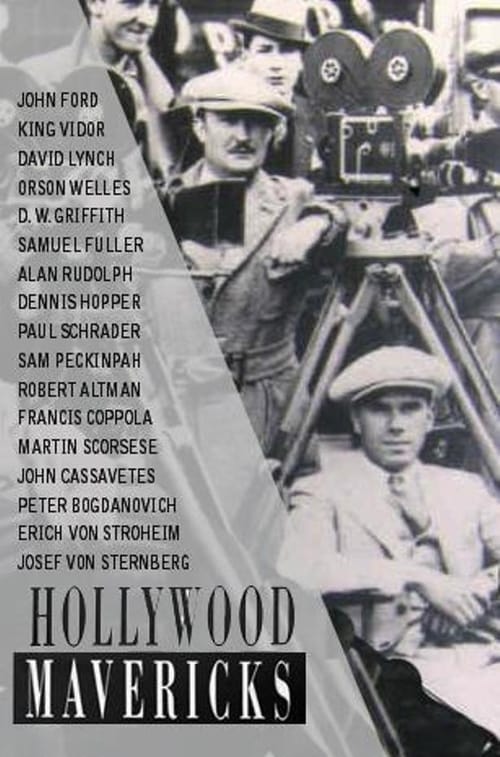 JOHN FORD
KING VIDOR
DAVID LYNCH
ORSON WELLES
D. W. GRIFFITH
SAMUEL FULLER
ALAN RUDOLPH
DENNIS HOPPER
PAUL SCHRADER
SAM PECKINPAH
ROBERT ALTMAN
FRANCIS COPPOLA
MARTIN SCORSESE
JOHN CASSAVETES
PETER BOGDANOVICH
ERICH VON STROHEIM
JOSEF VON STERNBERG
HOLLYWOOD
MAVERICKS